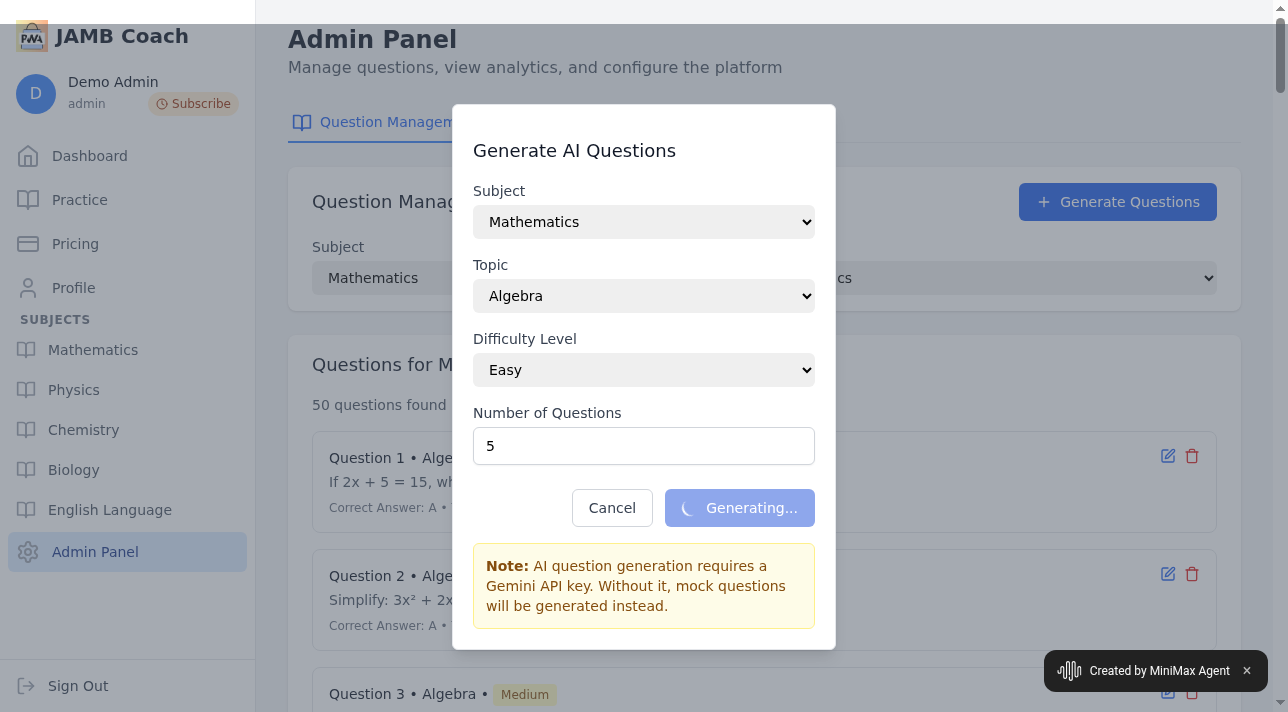 PWA
JAMB Coach
D
Demo Admin
admin
Subscribe
Dashboard
Practice
Pricing
Profile
SUBJECTS
Mathematics
Physics
Chemistry
Biology
English Language
Admin Panel
Sign Out
Admin Panel
Manage questions, view analytics, and configure the platform
Question Managem
Question Manag
Generate Questions
Subject
Mathematics
cs
Questions for M
50 questions found
Question 1 • Alge
If 2x + 5 = 15, wh
Correct Answer: A •
Question 2 • Alge
Simplify: 3x² + 2x
Correct Answer: A •
Question 3 • Algebra • Medium
Generate AI Questions
Subject
Mathematics
Topic
Algebra
Difficulty Level
Easy
Number of Questions
5
Cancel
Generating...
Note: AI question generation requires a
Gemini API key. Without it, mock questions
will be generated instead.
Created by MiniMax Agent ×